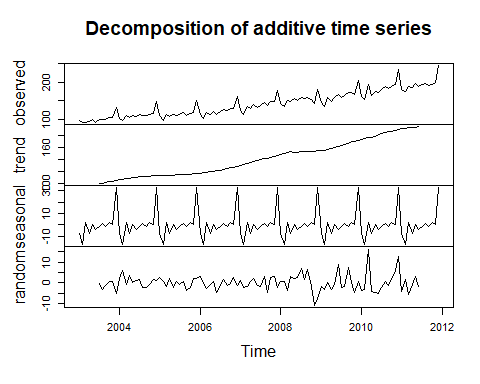 Decomposition of additive time series
observed
100 200
trend
160
seasonal
-10 10 30
random
-10 0 10
2004 2006 2008 2010 2012
Time